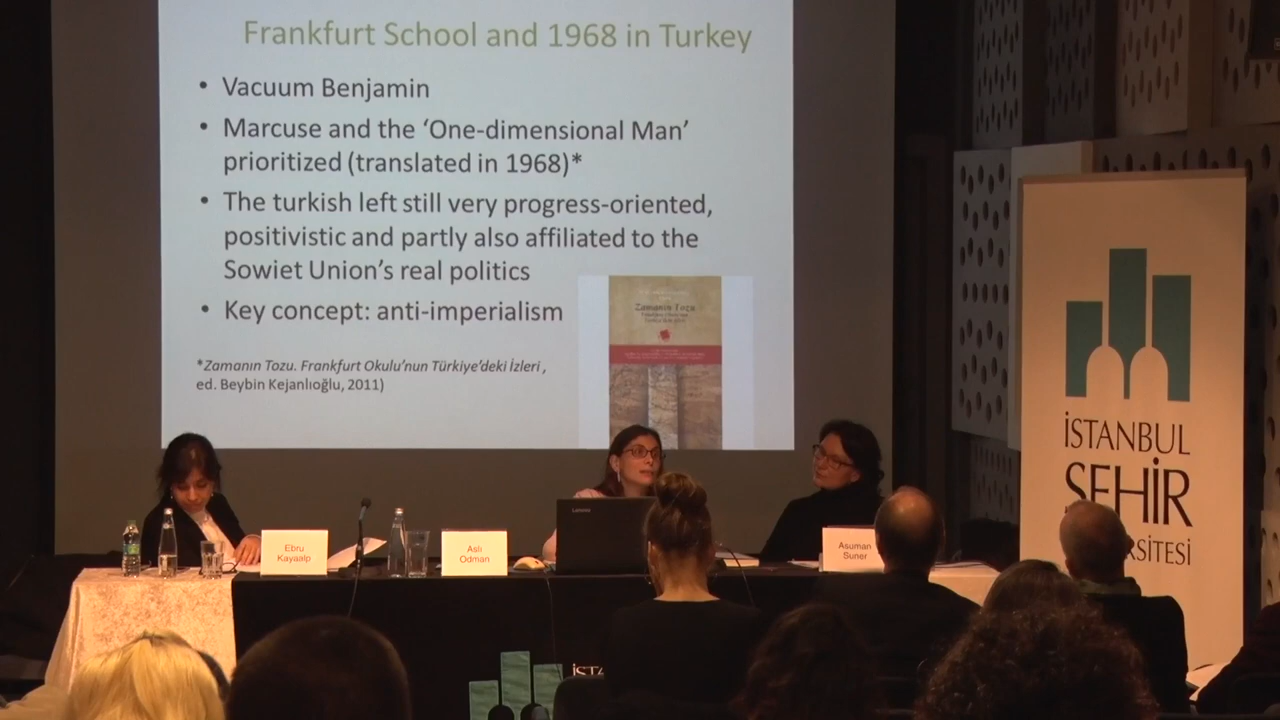 Frankfurt School and 1968 in Turkey
• Vacuum Benjamin
• Marcuse and the ‘One-dimensional Man’
prioritized (translated in 1968)*
• The turkish left still very progress-oriented,
positivistic and partly also affiliated to the
Sowiet Union’s real politics
• Key concept: anti-imperialism
*Zamanın Tozu. Frankfurt Okulu’nun Türkiye’deki İzleri ,
ed. Beybin Kejanlıoğlu, 2011)
Zamanın Tozu
Lenovo
Ebru
Kayaalp
Aslı
Odman
Asuman
Suner
İSTANBUL
ŞEHİR
RSİTESİ
İSTA